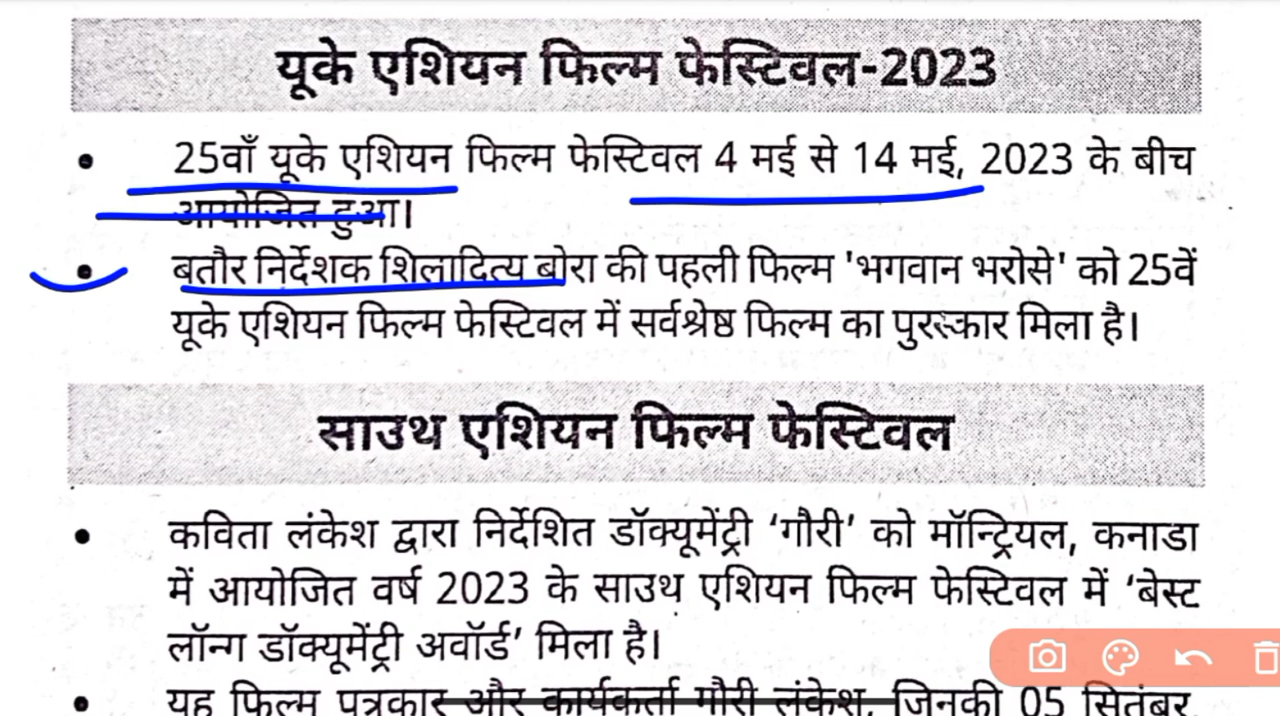 यूके एशियन फिल्म फेस्टिवल-2023
• 25वाँ यूके एशियन फिल्म फेस्टिवल 4 मई से 14 मई, 2023 के बीच
आयोजित हुआ।
• बतौर निर्देशक शिलादित्य बोरा की पहली फिल्म 'भगवान भरोसे' को 25वें
यूके एशियन फिल्म फेस्टिवल में सर्वश्रेष्ठ फिल्म का पुरस्कार मिला है।
साउथ एशियन फिल्म फेस्टिवल
• कविता लंकेश द्वारा निर्देशित डॉक्यूमेंट्री ‘गौरी’ को मॉन्ट्रियल, कनाडा
में आयोजित वर्ष 2023 के साउथ एशियन फिल्म फेस्टिवल में ‘बेस्ट
लॉन्ग डॉक्यूमेंट्री अवॉर्ड’ मिला है।
• यह फिल्म पत्रकार और कार्यकर्ता गौरी लंकेश, जिनकी 05 सितंबर,